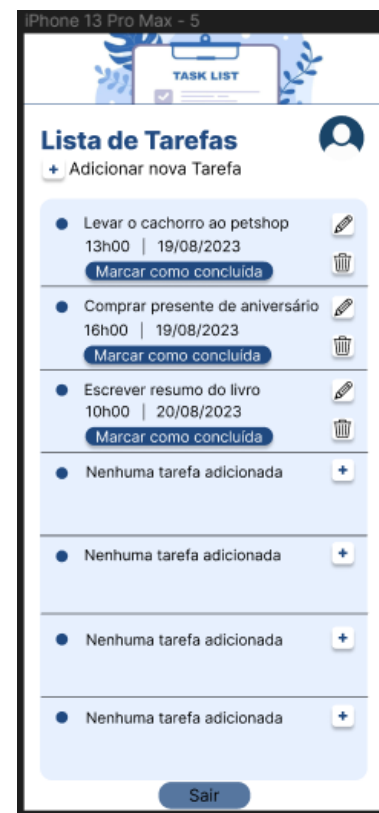 iPhone 13 Pro Max - 5
TASK LIST
Lista de Tarefas
+ Adicionar nova Tarefa
Levar o cachorro ao petshop
13h00 | 19/08/2023
Marcar como concluída
Comprar presente de aniversário
16h00 | 19/08/2023
Marcar como concluída
Escrever resumo do livro
10h00 | 20/08/2023
Marcar como concluída
Nenhuma tarefa adicionada +
Nenhuma tarefa adicionada +
Nenhuma tarefa adicionada +
Nenhuma tarefa adicionada +
Sair